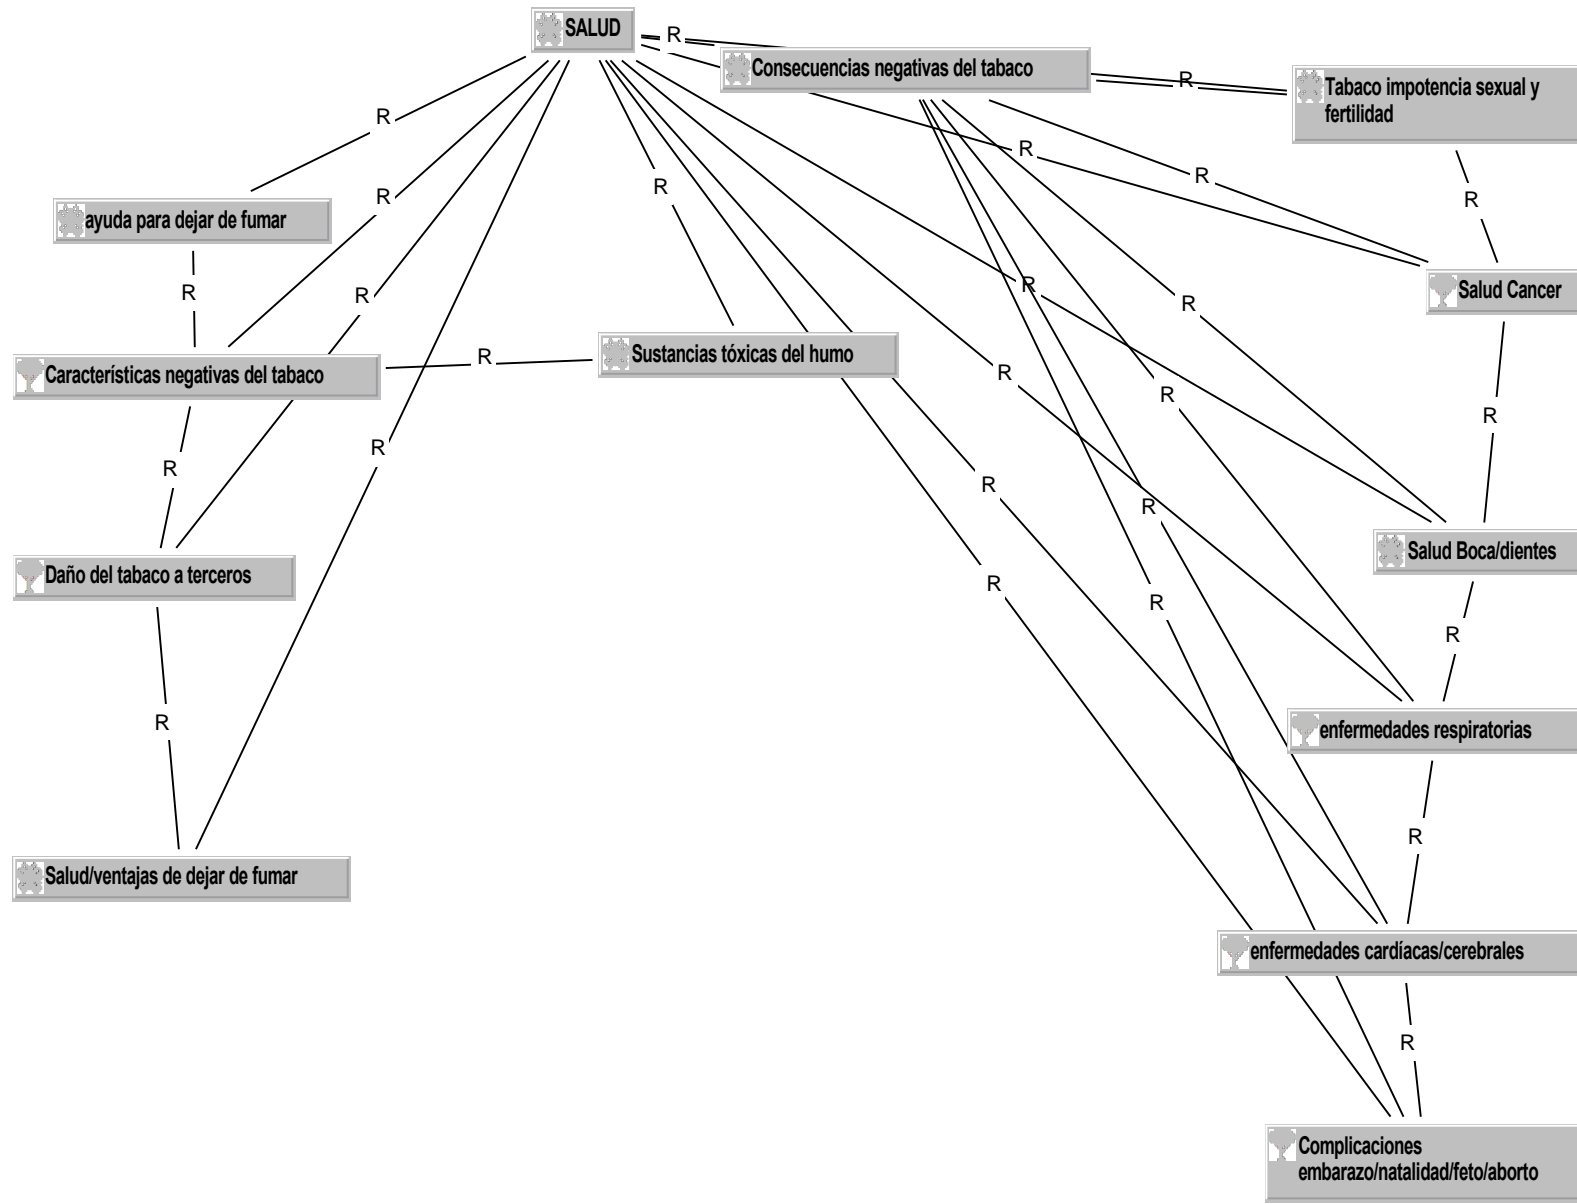 SALUD
R
Consecuencias negativas del tabaco
R
Tabaco impotencia sexual y
fertilidad
R
R
R
R
R
R
ayuda para dejar de fumar
R
Salud Cancer
R
R
R
R
Sustancias tóxicas del humo
R
Características negativas del tabaco
R
R
R
R
R
R
R
Salud Boca/dientes
Daño del tabaco a terceros
R
R
R
R
enfermedades respiratorias
R
Salud/ventajas de dejar de fumar
enfermedades cardíacas/cerebrales
R
Complicaciones
embarazo/natalidad/feto/aborto